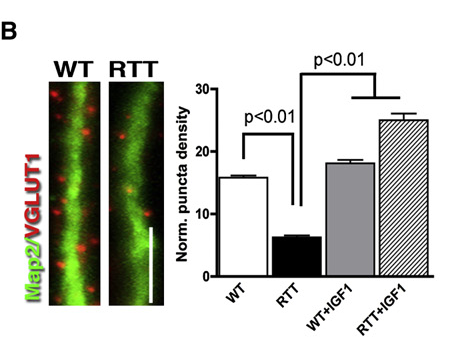 B
WT RTT
Map2/VGLUT1
Norm. puncta density
30
20
10
0
p<0.01
p<0.01
WT
RTT
WT+IGF1
RTT+IGF1